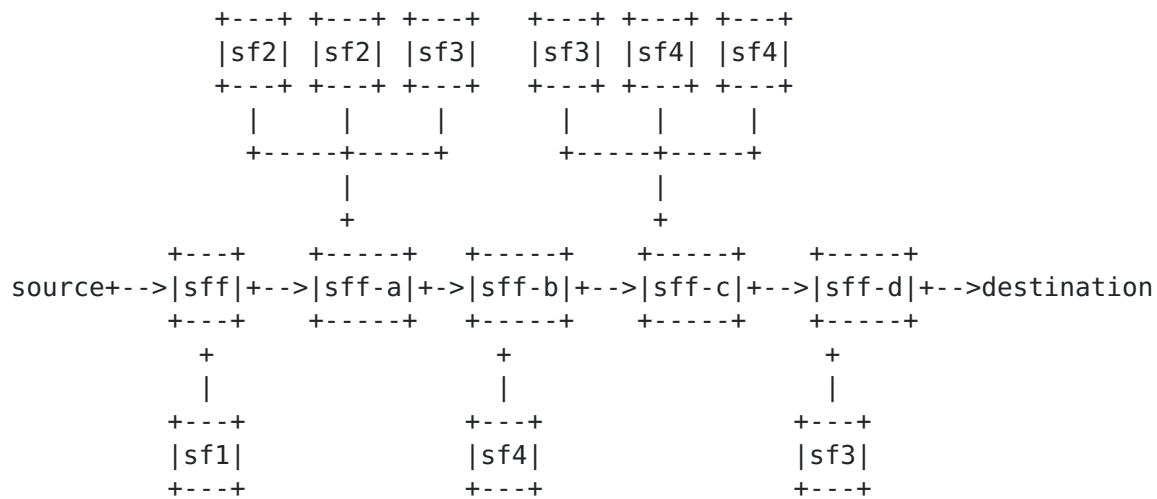 +---+ +---+ +---+   +---+ +---+ +---+
|sf2| |sf2| |sf3|   |sf3| |sf4| |sf4|
+---+ +---+ +---+   +---+ +---+ +---+
  |     |     |       |     |     |
  +-----+-----+       +-----+-----+
        |                   |
        +                   +
+---+    +-----+   +-----+    +-----+    +-----+
source+-->|sff|+-->|sff-a|+->|sff-b|+-->|sff-c|+-->|sff-d|+-->destination
+---+    +-----+   +-----+    +-----+    +-----+
  +                  +                    +
  |                  |                    |
+---+              +---+                +---+
|sf1|              |sf4|                |sf3|
+---+              +---+                +---+